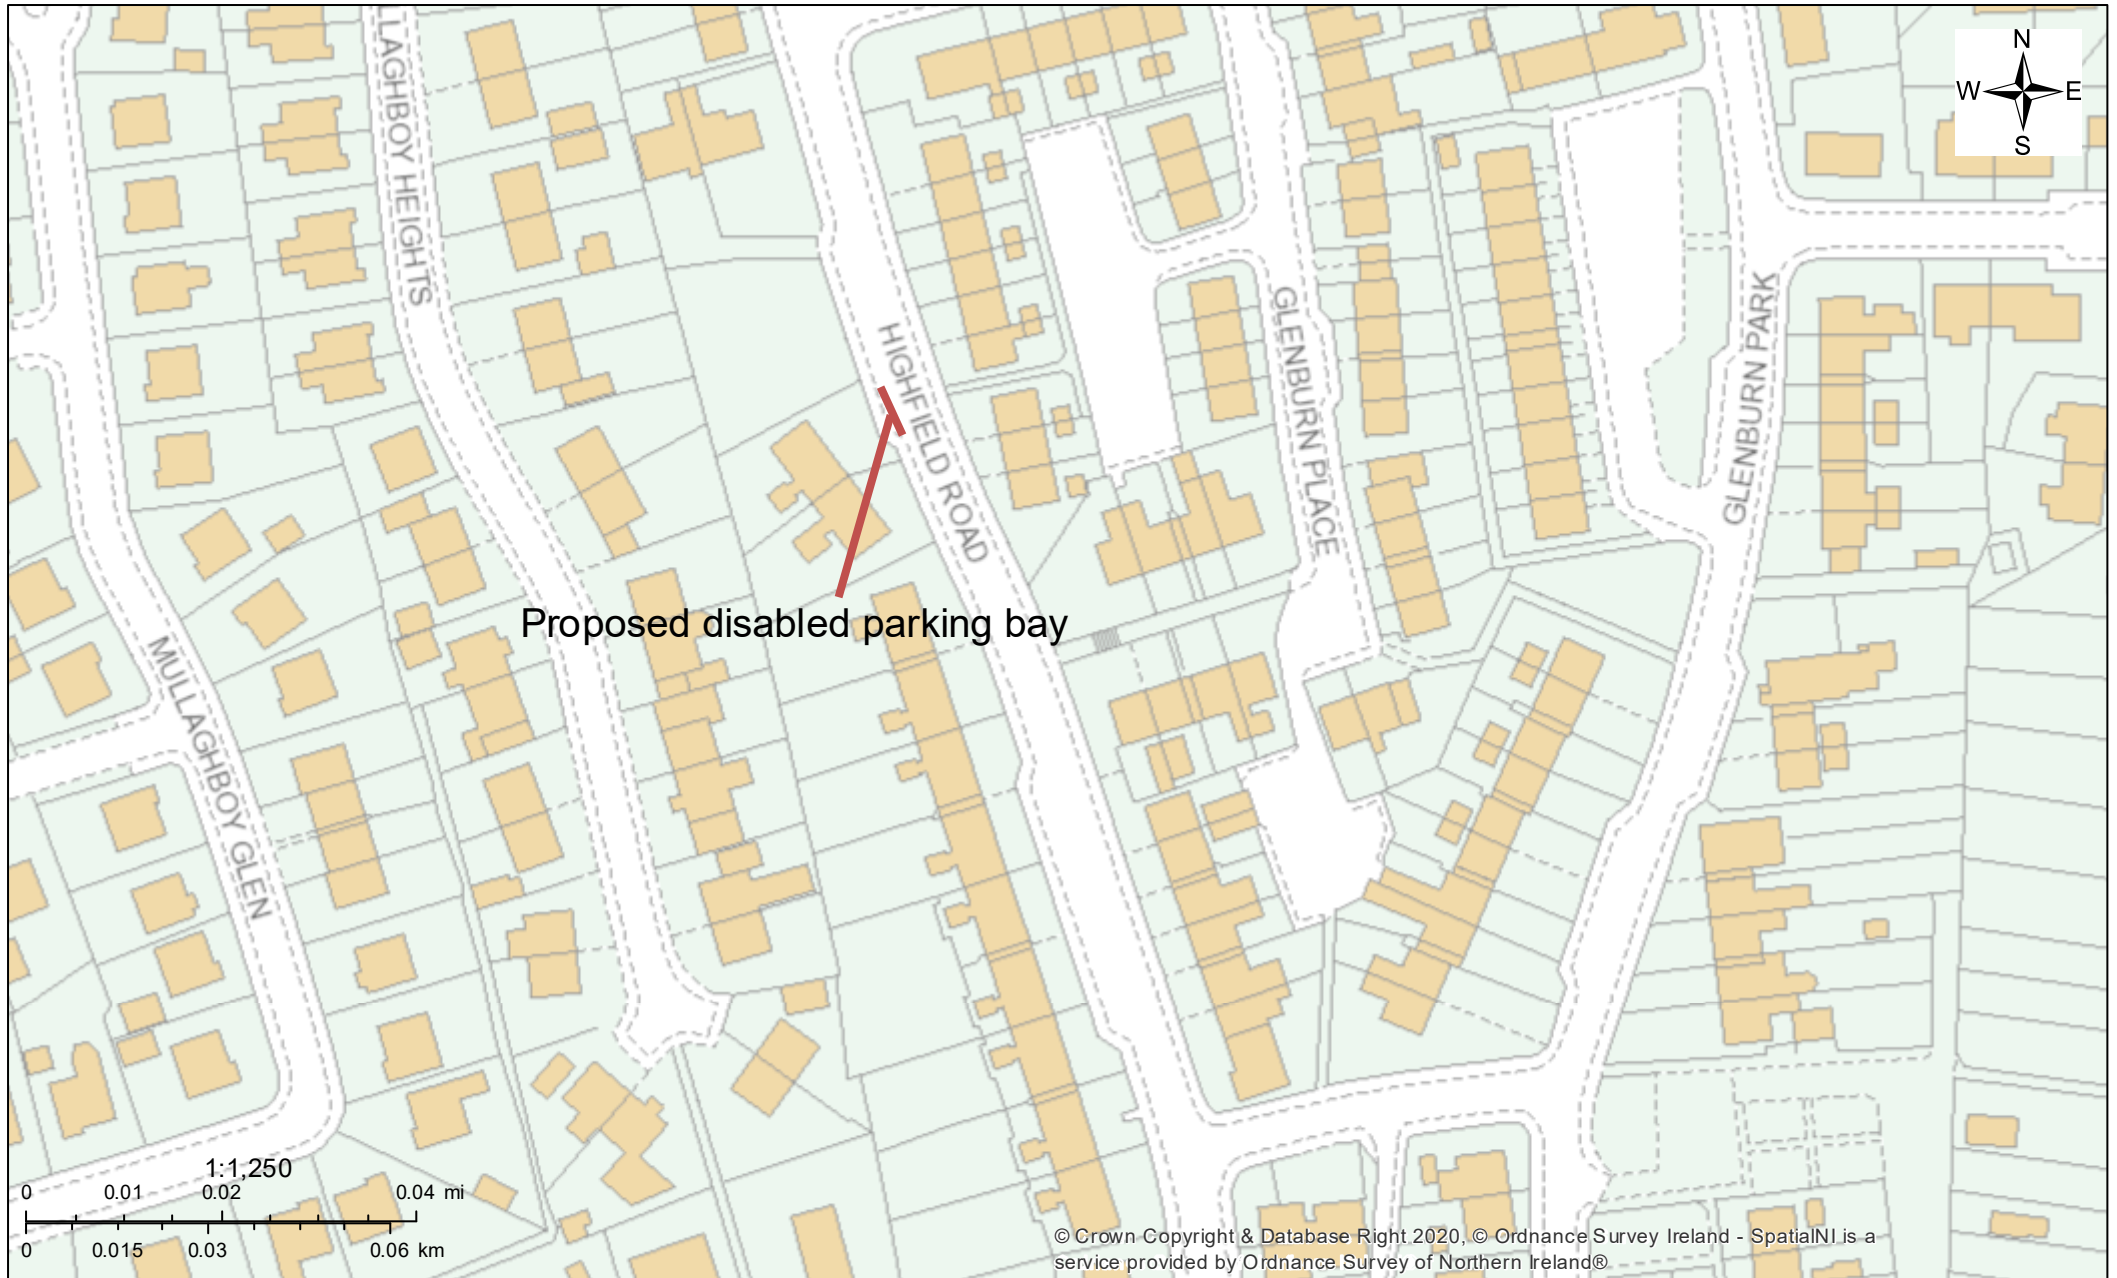 N
W E
S
LLAGHBOY HEIGHTS
HIGHFIELD ROAD
GLENBURN PLACE
GLENBURN PARK
Proposed disabled parking bay
MULLAGHBOY GLEN
1:1,250
0 0.01 0.02 0.04 mi
0 0.015 0.03 0.06 km
© Crown Copyright & Database Right 2020, © Ordnance Survey Ireland - SpatialNI is a
service provided by Ordnance Survey of Northern Ireland®